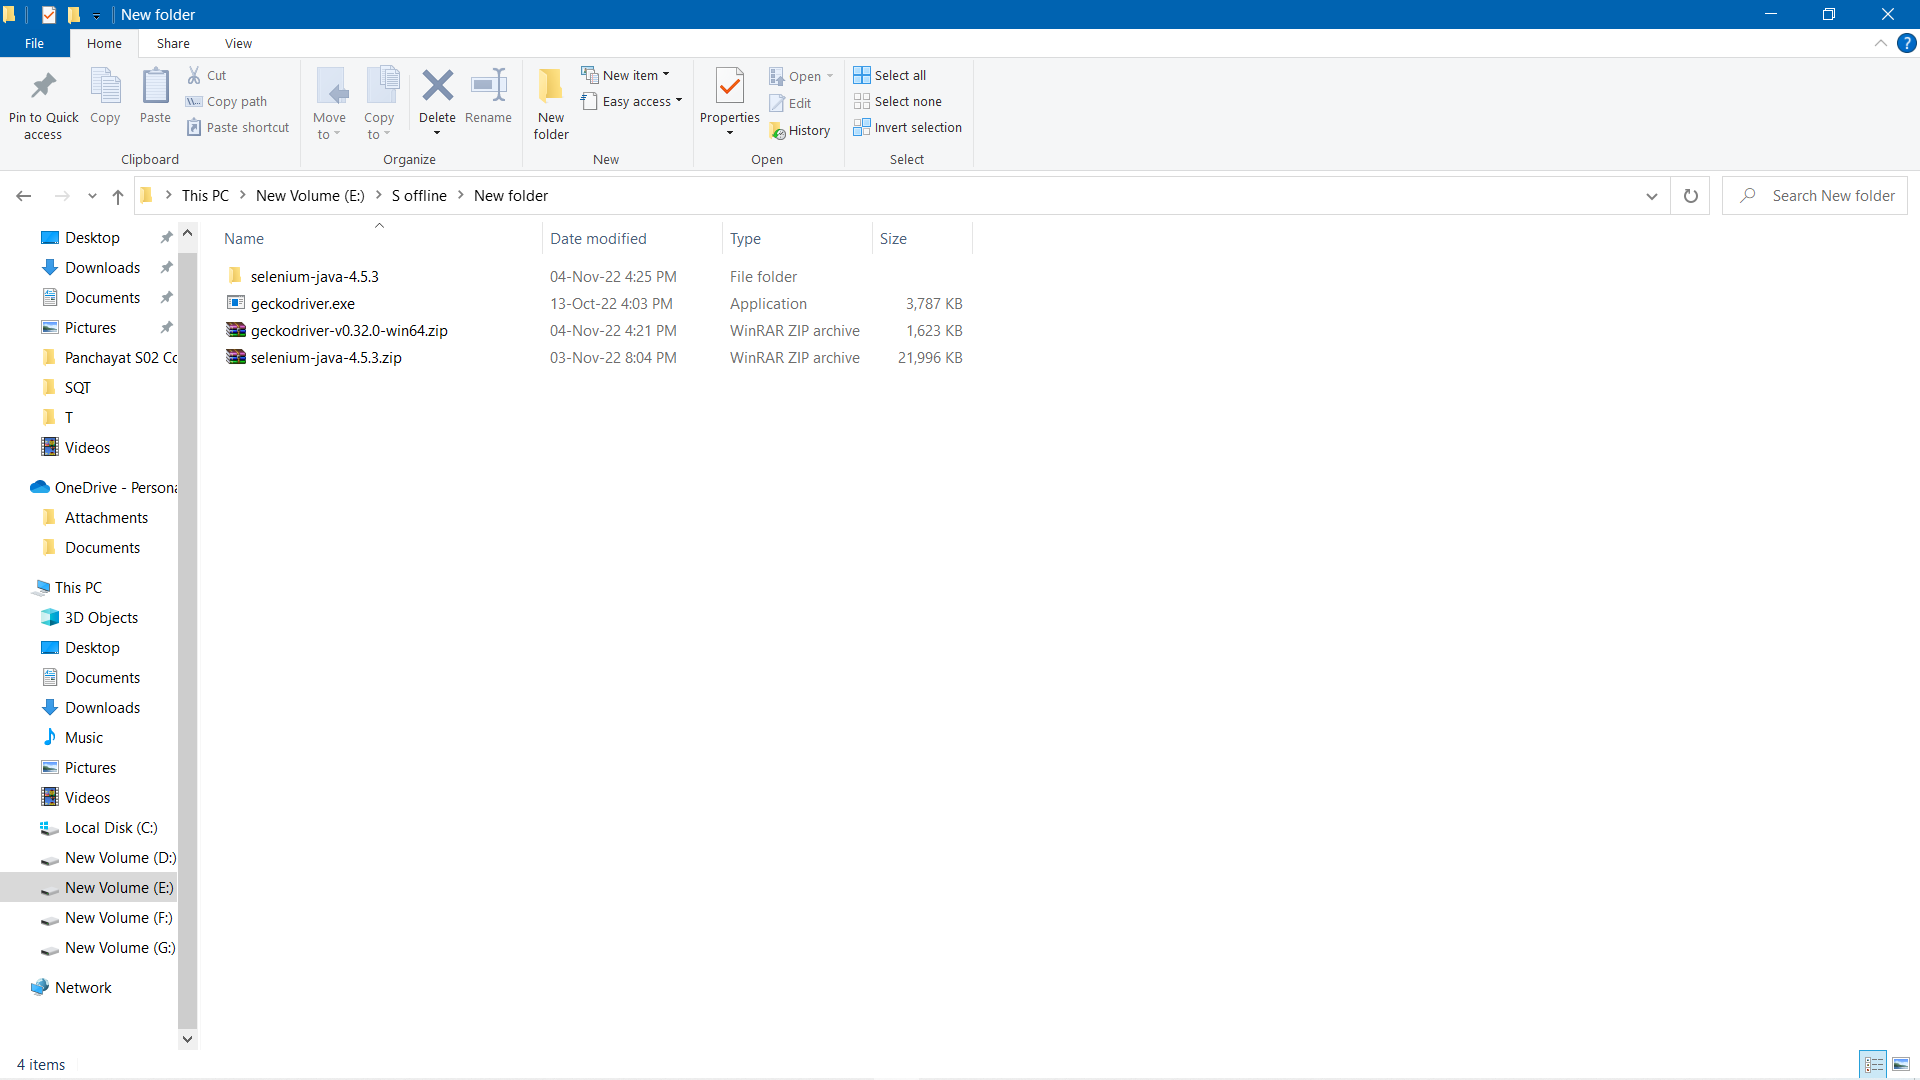 New folder
File Home Share View
?
Pin to Quick access
Copy
Paste
Cut
Copy path
Paste shortcut
Clipboard
Move to
Copy to
Delete
Rename
Organize
New folder
New item
Easy access
New
Properties
Open
Edit
History
Open
Select all
Select none
Invert selection
Select
This PC > New Volume (E:) > S offline > New folder
Search New folder
Desktop
Downloads
Documents
Pictures
Panchayat S02 Co
SQT
T
Videos
OneDrive - Persona
Attachments
Documents
This PC
3D Objects
Desktop
Documents
Downloads
Music
Pictures
Videos
Local Disk (C:)
New Volume (D:)
New Volume (E:)
New Volume (F:)
New Volume (G:)
Network
Name Date modified Type Size
selenium-java-4.5.3 04-Nov-22 4:25 PM File folder
geckodriver.exe 13-Oct-22 4:03 PM Application 3,787 KB
geckodriver-v0.32.0-win64.zip 04-Nov-22 4:21 PM WinRAR ZIP archive 1,623 KB
selenium-java-4.5.3.zip 03-Nov-22 8:04 PM WinRAR ZIP archive 21,996 KB
4 items